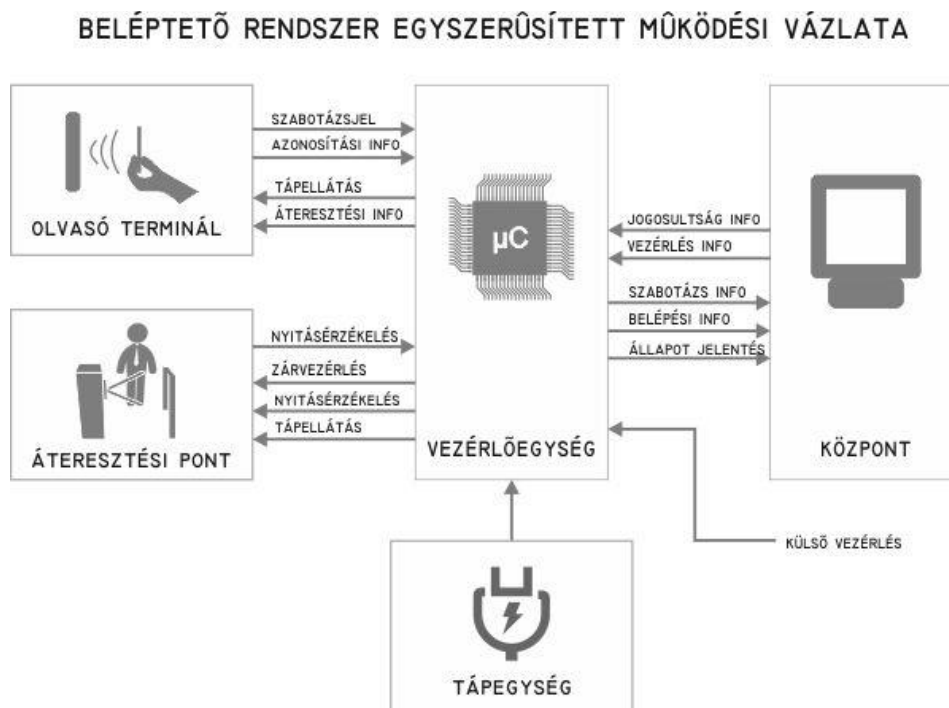 BELÉPTETÕ RENDSZER EGYSZERÛSÍTETT MÛKÖDÉSI VÁZLATA
SZABOTÁZSJEL
AZONOSÍTÁSI INFO
TÁPELLÁTÁS
ÁTERESZTÉSI INFO
OLVASÓ TERMINÁL
NYITÁSÉRZÉKELÉS
ZÁRVEZÉRLÉS
NYITÁSÉRZÉKELÉS
TÁPELLÁTÁS
ÁTERESZTÉSI PONT
µC
VEZÉRLÕEGYSÉG
JOGOSULTSÁG INFO
VEZÉRLÉS INFO
SZABOTÁZS INFO
BELÉPÉSI INFO
ÁLLAPOT JELENTÉS
KÖZPONT
KÜLSÕ VEZÉRLÉS
TÁPEGYSÉG